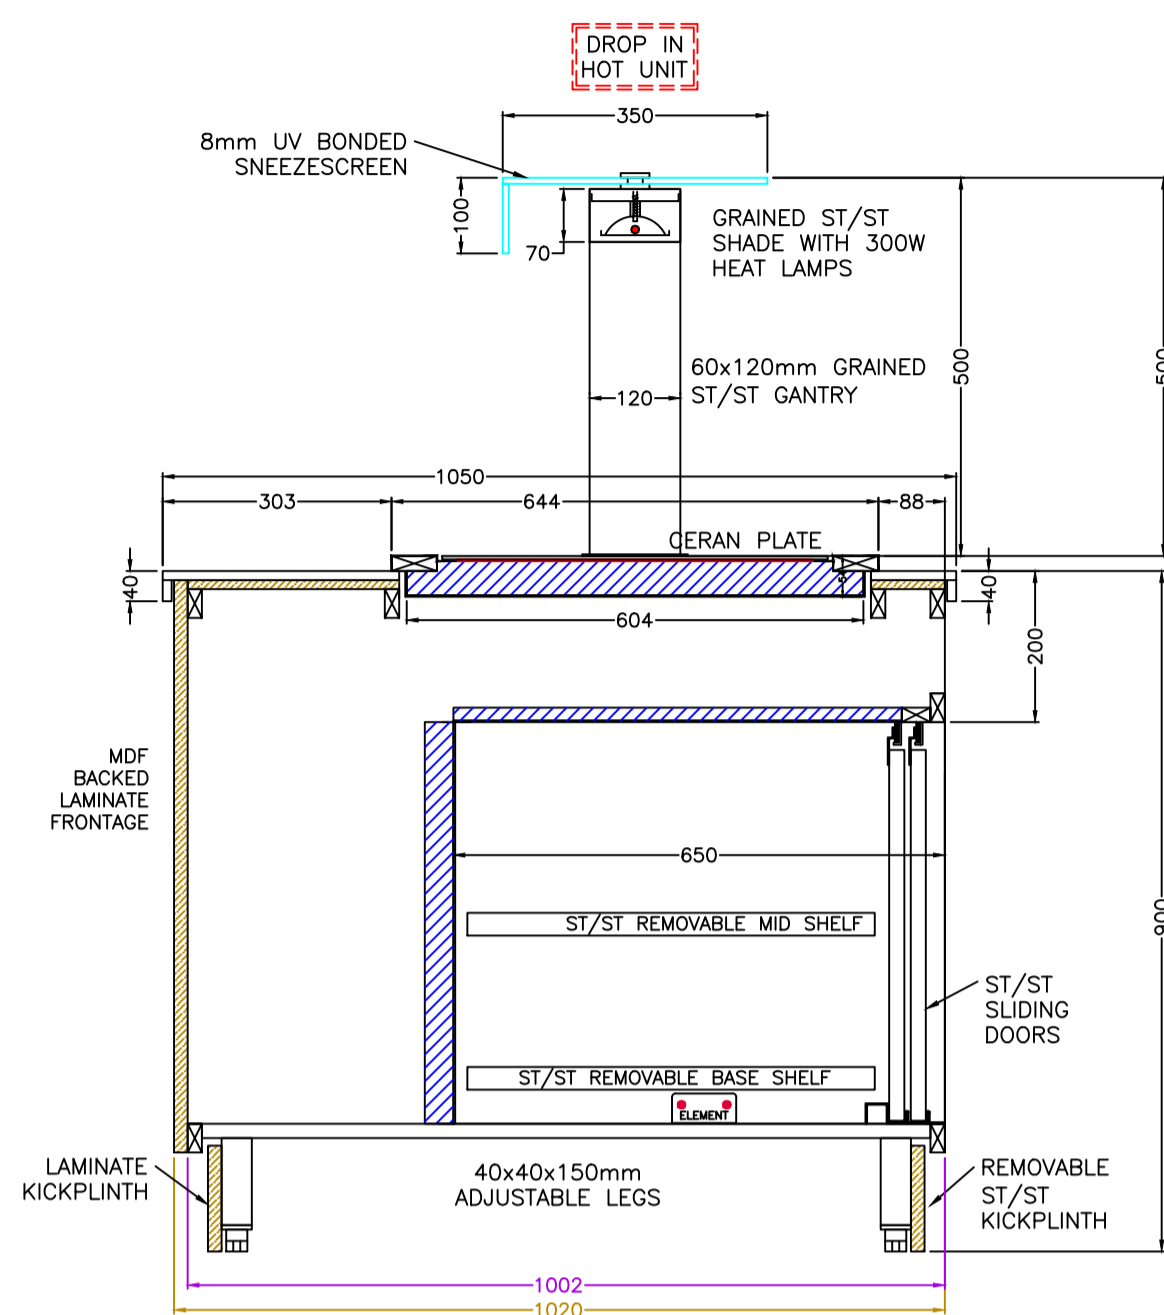 DROP IN
HOT UNIT
350
8mm UV BONDED
SNEEZESCREEN
100
70
GRAINED ST/ST
SHADE WITH 300W
HEAT LAMPS
500
500
60x120mm GRAINED
ST/ST GANTRY
120
1050
303
644
88
CERAN PLATE
40
40
604
200
MDF
BACKED
LAMINATE
FRONTAGE
650
900
ST/ST REMOVABLE MID SHELF
ST/ST
SLIDING
DOORS
ST/ST REMOVABLE BASE SHELF
ELEMENT
LAMINATE
KICKPLINTH
40x40x150mm
ADJUSTABLE LEGS
REMOVABLE
ST/ST
KICKPLINTH
1002
1020